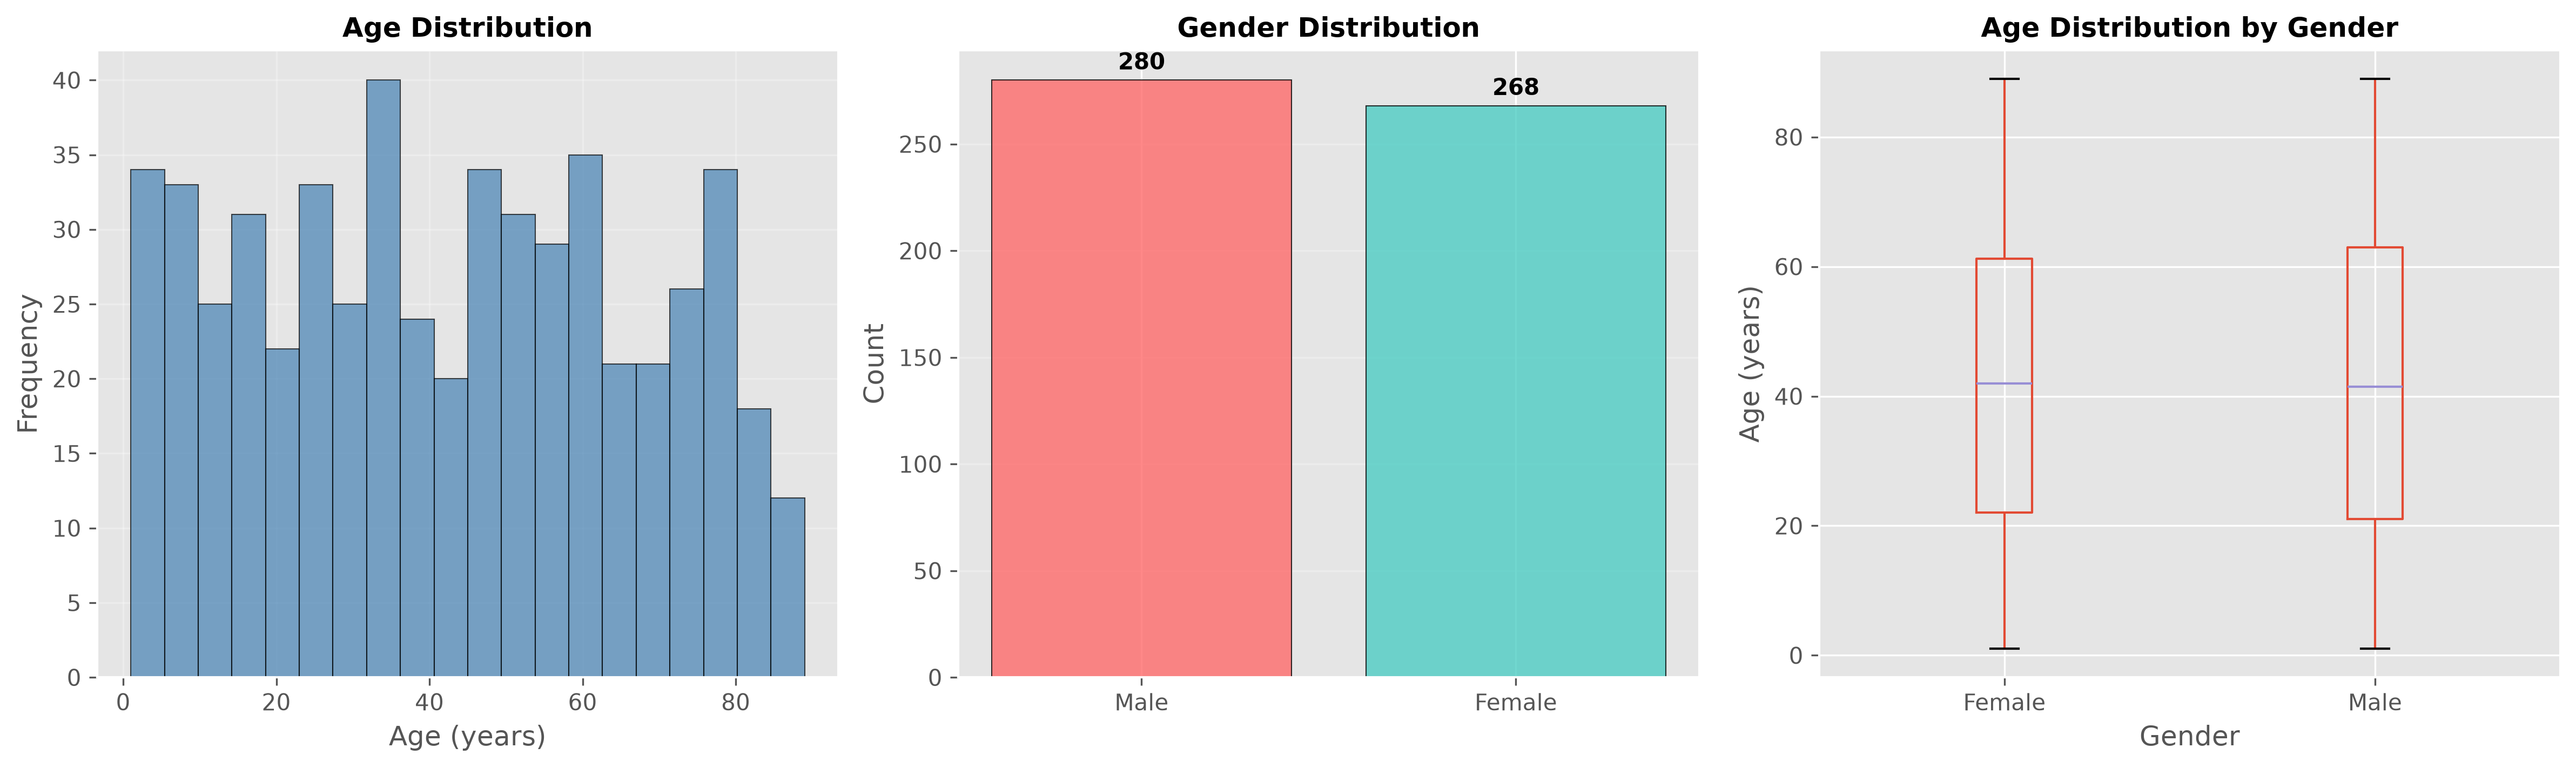 Age Distribution
40
35
30
25
20
15
10
5
0
Frequency
0 20 40 60 80
Age (years)
Gender Distribution
280
268
250
200
150
100
50
0
Count
Male Female
Age Distribution by Gender
80
60
40
20
0
Age (years)
Female Male
Gender